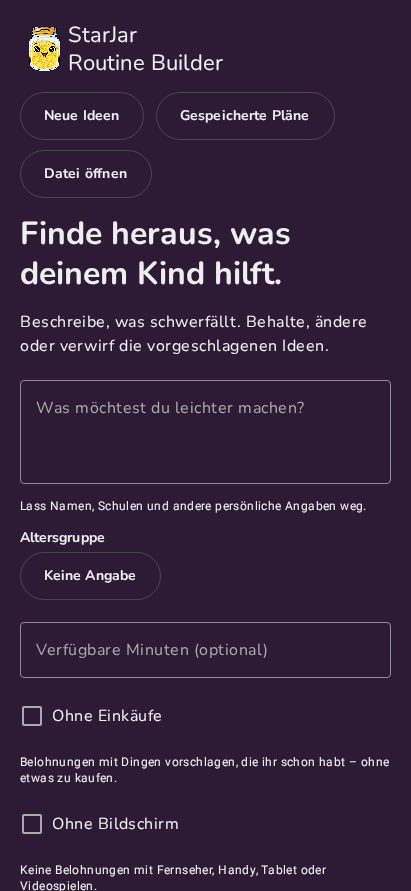 StarJar
Routine Builder
Neue Ideen
Gespeicherte Pläne
Datei öffnen
Finde heraus, was
deinem Kind hilft.
Beschreibe, was schwerfällt. Behalte, ändere
oder verwirf die vorgeschlagenen Ideen.
Was möchtest du leichter machen?
Lass Namen, Schulen und andere persönliche Angaben weg.
Altersgruppe
Keine Angabe
Verfügbare Minuten (optional)
Ohne Einkäufe
Belohnungen mit Dingen vorschlagen, die ihr schon habt – ohne
etwas zu kaufen.
Ohne Bildschirm
Keine Belohnungen mit Fernseher, Handy, Tablet oder
Videospielen.